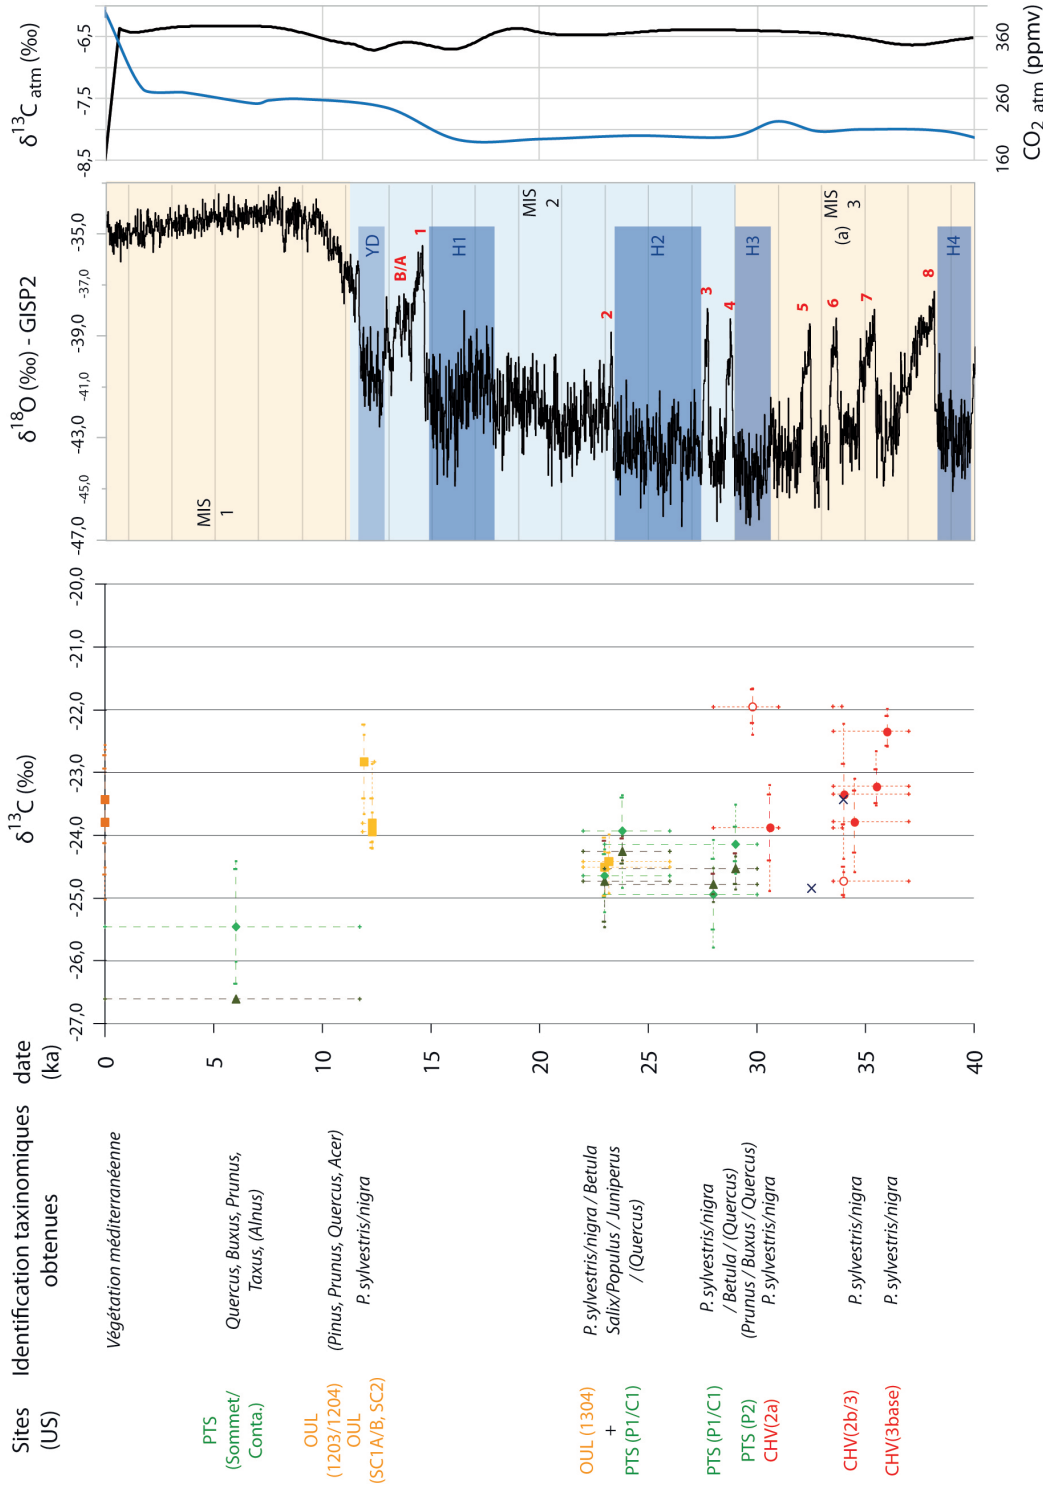 Sites
(US)
PTS
(Sommet/
Conta.)
OUL
(1203/1204)
OUL
(SC1A/B, SC2)
OUL (1304)
+
PTS (P1/C1)
PTS (P1/C1)
PTS (P2)
CHV(2a)
CHV(2b/3)
CHV(3base)
Identification taxinomiques
obtenues
Végétation méditerranéenne
Quercus, Buxus, Prunus,
Taxus, (Alnus)
(Pinus, Prunus, Quercus, Acer)
P. sylvestris/nigra
P. sylvestris/nigra / Betula
Salix/Populus / Juniperus
/ (Quercus)
P. sylvestris/nigra
/ Betula / (Quercus)
(Prunus / Buxus / Quercus)
P. sylvestris/nigra
P. sylvestris/nigra
P. sylvestris/nigra
date
(ka)
0
5
10
15
20
25
30
35
40
δ13C (‰)
-27,0
-26,0
-25,0
-24,0
-23,0
-22,0
-21,0
-20,0
δ18O (‰) - GISP2
-47,0
-45,0
-43,0
-41,0
-39,0
-37,0
-35,0
MIS
1
YD
B/A
1
H1
MIS
2
2
H2
3
4
H3
5
6
7
MIS
(a) 3
8
H4
δ13C atm (‰)
-8,5
-7,5
-6,5
160
260
360
CO2 atm (ppmv)